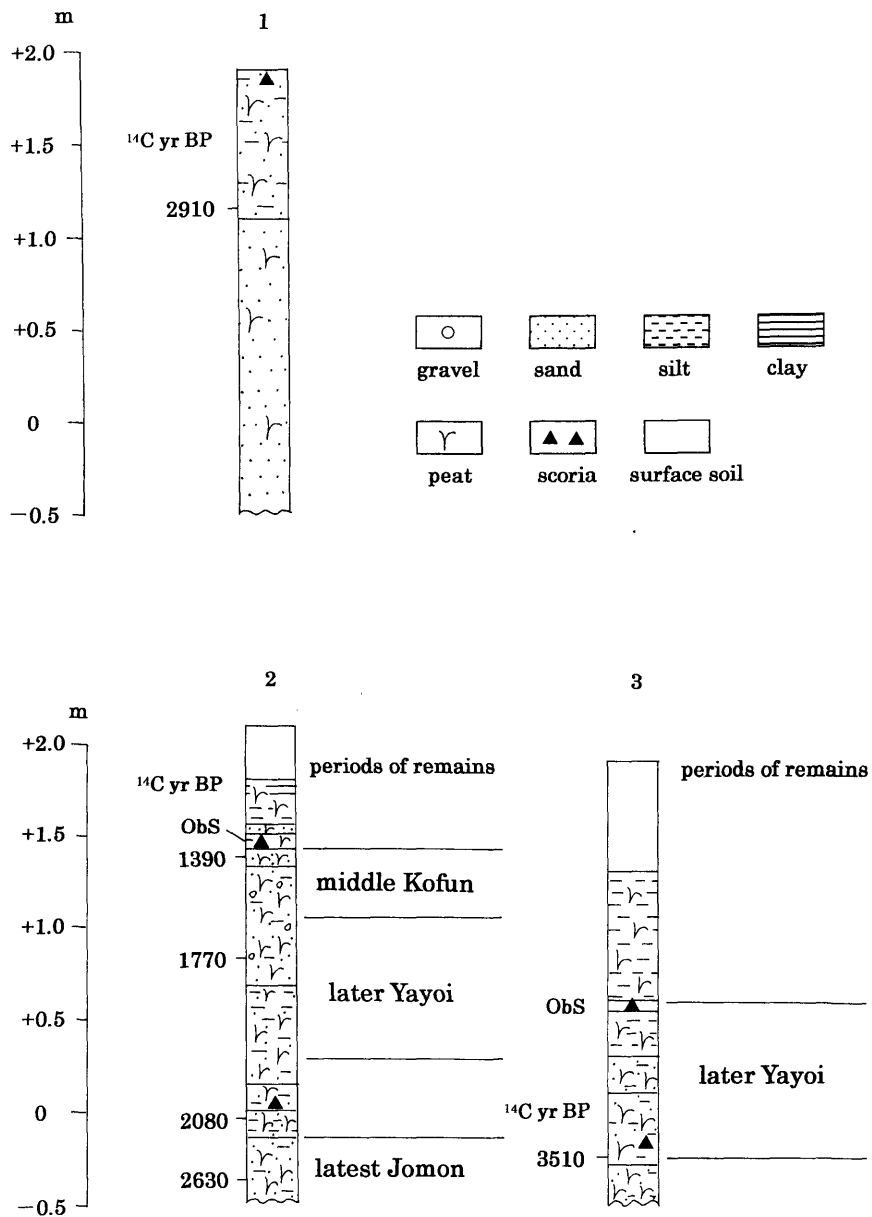 m
1
+2.0
¹⁴C yr BP
+1.5
2910
+1.0
+0.5
0
−0.5
gravel sand silt clay
peat scoria surface soil
2
3
m
+2.0
periods of remains
periods of remains
¹⁴C yr BP
ObS
+1.5
1390
middle Kofun
+1.0
1770
later Yayoi
+0.5
ObS
later Yayoi
¹⁴C yr BP
0
2080
3510
latest Jomon
2630
−0.5